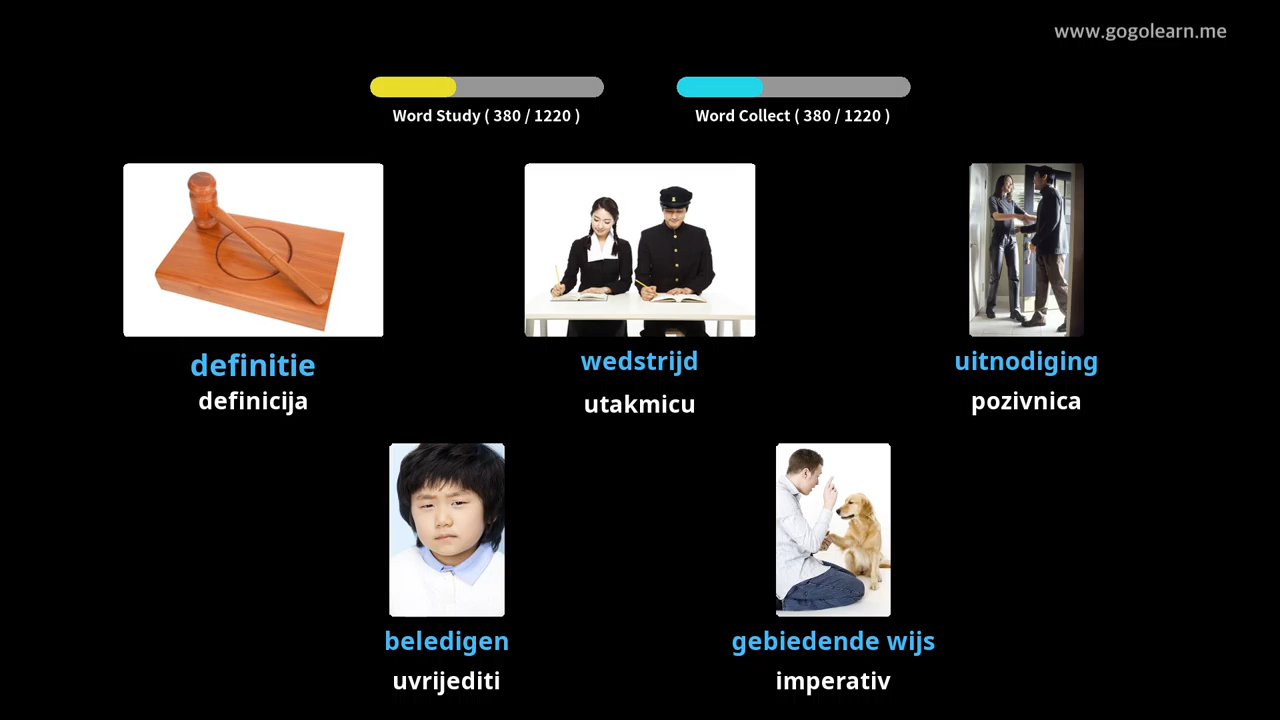 www.gogolearn.me
Word Study ( 380 / 1220 )
Word Collect ( 380 / 1220 )
definitie
definicija
wedstrijd
utakmicu
uitnodiging
pozivnica
beledigen
uvrijediti
gebiedende wijs
imperativ